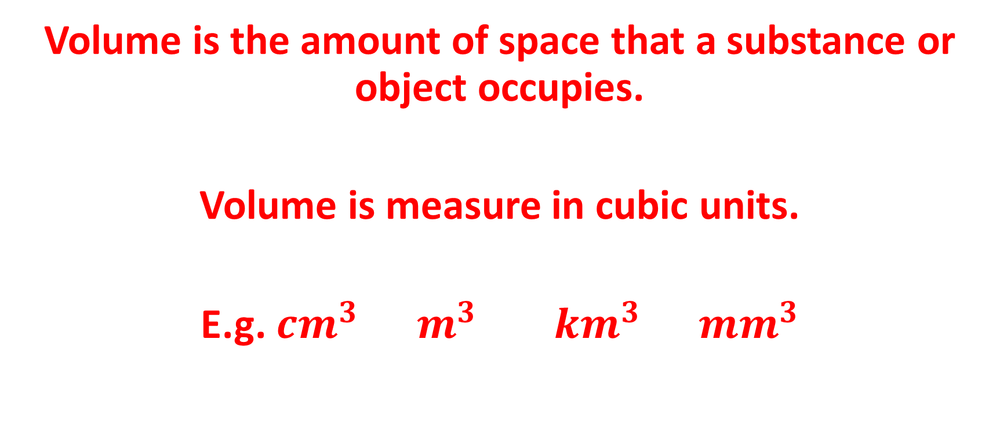 Volume is the amount of space that a substance or
object occupies.
Volume is measure in cubic units.
E.g. cm³ m³ km³ mm³